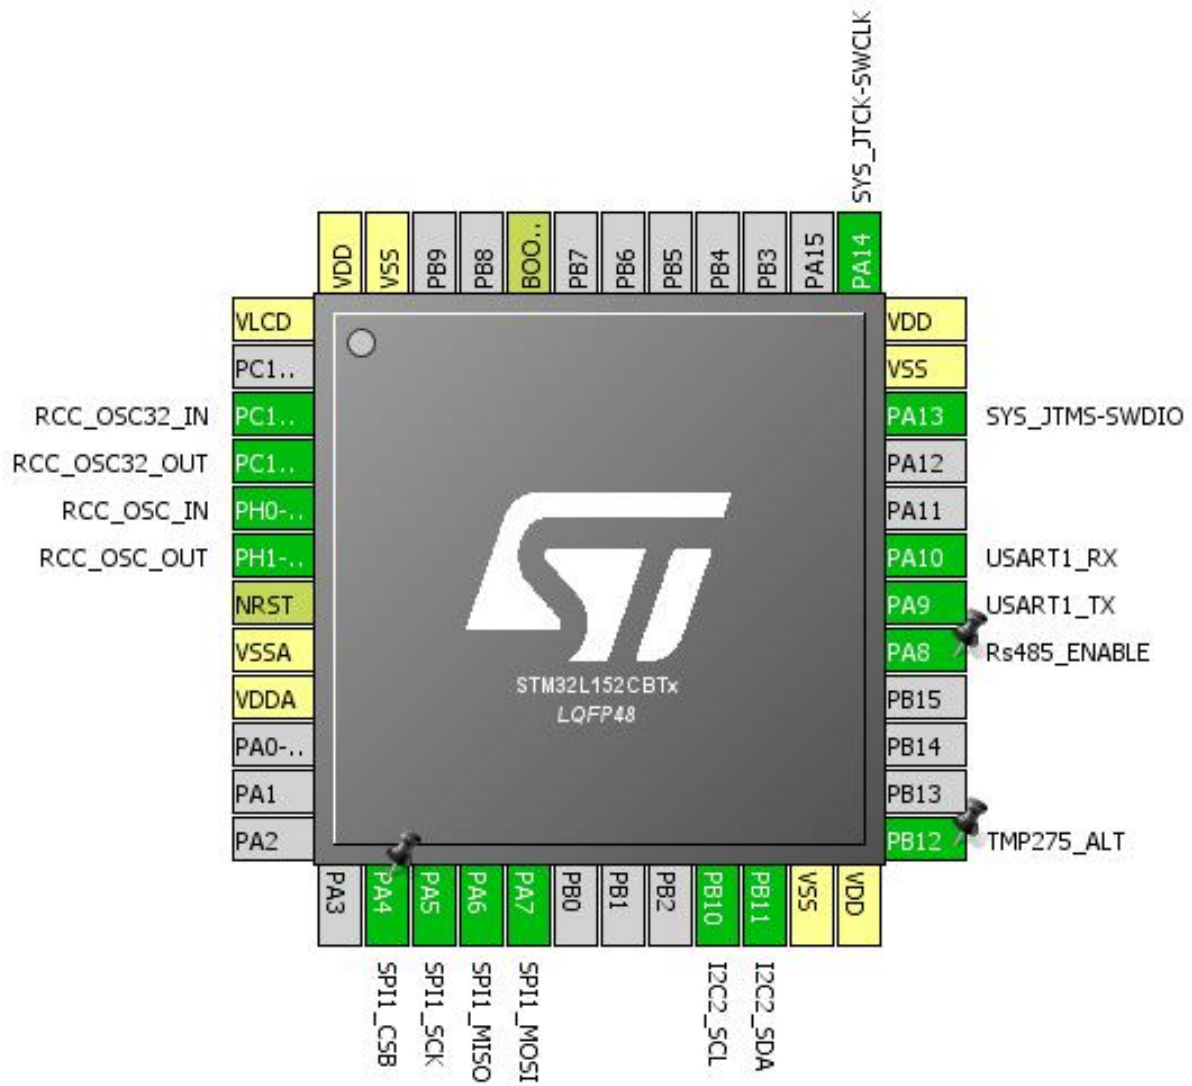 SYS_JTCK-SWCLK
VDD
VSS
PB9
PB8
BOO..
PB7
PB6
PB5
PB4
PB3
PA15
PA14
VLCD
PC1..
RCC_OSC32_IN PC1..
RCC_OSC32_OUT PC1..
RCC_OSC_IN PH0-..
RCC_OSC_OUT PH1-..
NRST
VSSA
VDDA
PA0-..
PA1
PA2
ST
STM32L152CBTx
LQFP48
VDD
VSS
PA13 SYS_JTMS-SWDIO
PA12
PA11
PA10 USART1_RX
PA9 USART1_TX
PA8 Rs485_ENABLE
PB15
PB14
PB13
PB12 TMP275_ALT
PA3
PA4
PA5
PA6
PA7
PB0
PB1
PB2
PB10
PB11
VSS
VDD
SPI1_CSB
SPI1_SCK
SPI1_MISO
SPI1_MOSI
I2C2_SCL
I2C2_SDA